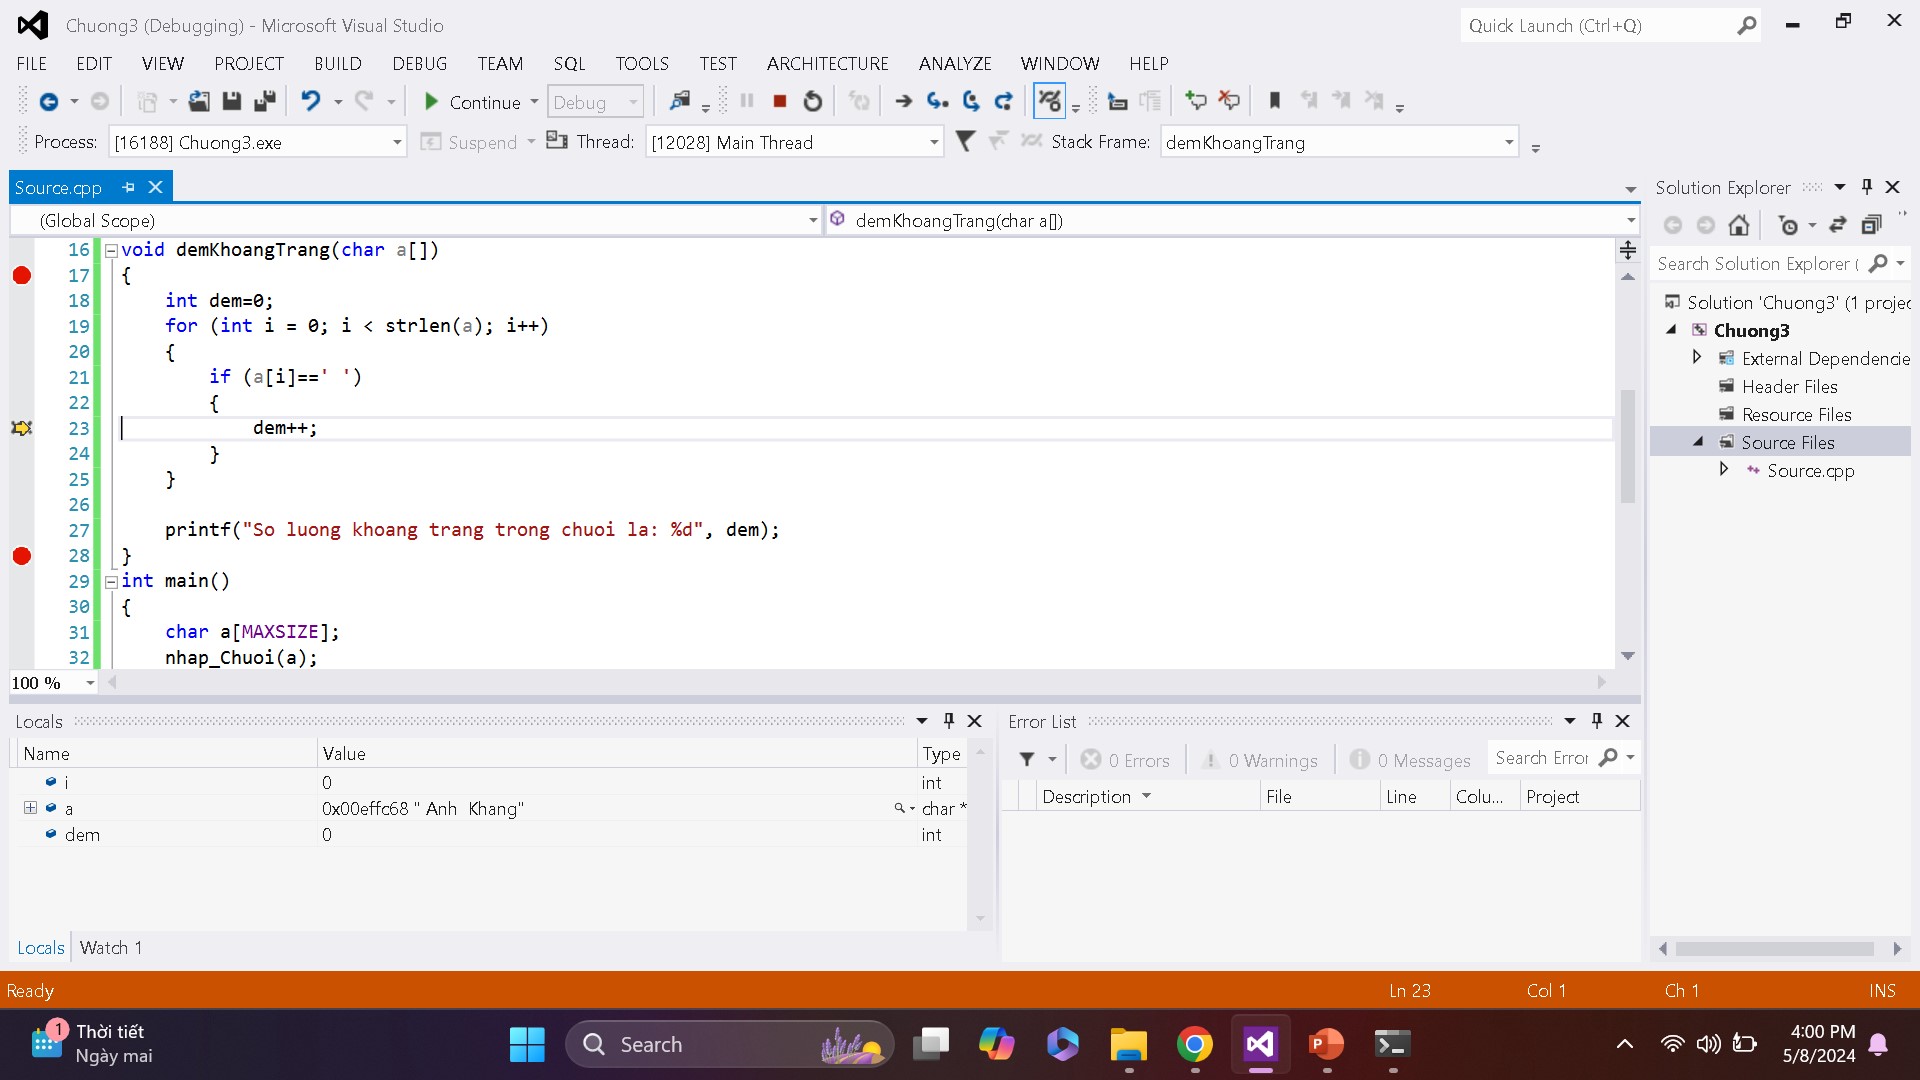 Chuong3 (Debugging) - Microsoft Visual Studio
Quick Launch (Ctrl+Q)
FILE EDIT VIEW PROJECT BUILD DEBUG TEAM SQL TOOLS TEST ARCHITECTURE ANALYZE WINDOW HELP
Continue Debug
Process: [16188] Chuong3.exe Suspend Thread: [12028] Main Thread Stack Frame: demKhoangTrang
Source.cpp
(Global Scope) demKhoangTrang(char a[])
16 void demKhoangTrang(char a[])
17 {
18 int dem=0;
19 for (int i = 0; i < strlen(a); i++)
20 {
21 if (a[i]==' ')
22 {
23 dem++;
24 }
25 }
26
27 printf("So luong khoang trang trong chuoi la: %d", dem);
28 }
29 int main()
30 {
31 char a[MAXSIZE];
32 nhap_Chuoi(a);
100 %
Solution Explorer
Search Solution Explorer (
Solution 'Chuong3' (1 projec
Chuong3
External Dependencie
Header Files
Resource Files
Source Files
Source.cpp
Locals
Name Value Type
i 0 int
a 0x00effc68 " Anh  Khang" char *
dem 0 int
Locals Watch 1
Error List
0 Errors 0 Warnings 0 Messages Search Error
Description File Line Colu... Project
Ready Ln 23 Col 1 Ch 1 INS
1
Thời tiết
Ngày mai
Search
4:00 PM
5/8/2024